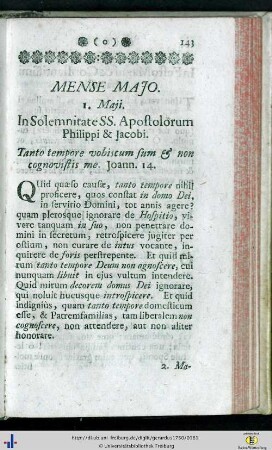 ( o ) 143
MENSE MAJO.
1. Maji.
In Solemnitate SS. Apostolorum
Philippi & Jacobi.
Tanto tempore vobiscum sum & non
cognovistis me. Joann. 14.
QUid quæso causæ, tanto tempore nihil
proficere, quos constat in domo Dei,
in servitio Domini, tot annis agere?
quam plerosque ignorare de Hospitio, vi-
vere tanquam in suo, non penetrare do-
mini in secretum, retrospicere jugiter per
ostium, non curare de intus vocante, in-
quirere de foris perstrepente. Et quid mi-
rum tanto tempore Deum non agnoscere, cui
nunquam libuit in ejus vultum intendere.
Quid mirum decorem domus Dei ignorare,
qui noluit hucusque introspicere. Et quid
indignius, quam tanto tempore domesticum
esse, & Patremfamilias, tam liberalem non
cognoscere, non attendere, aut non aliter
honorare.
2. Ma-